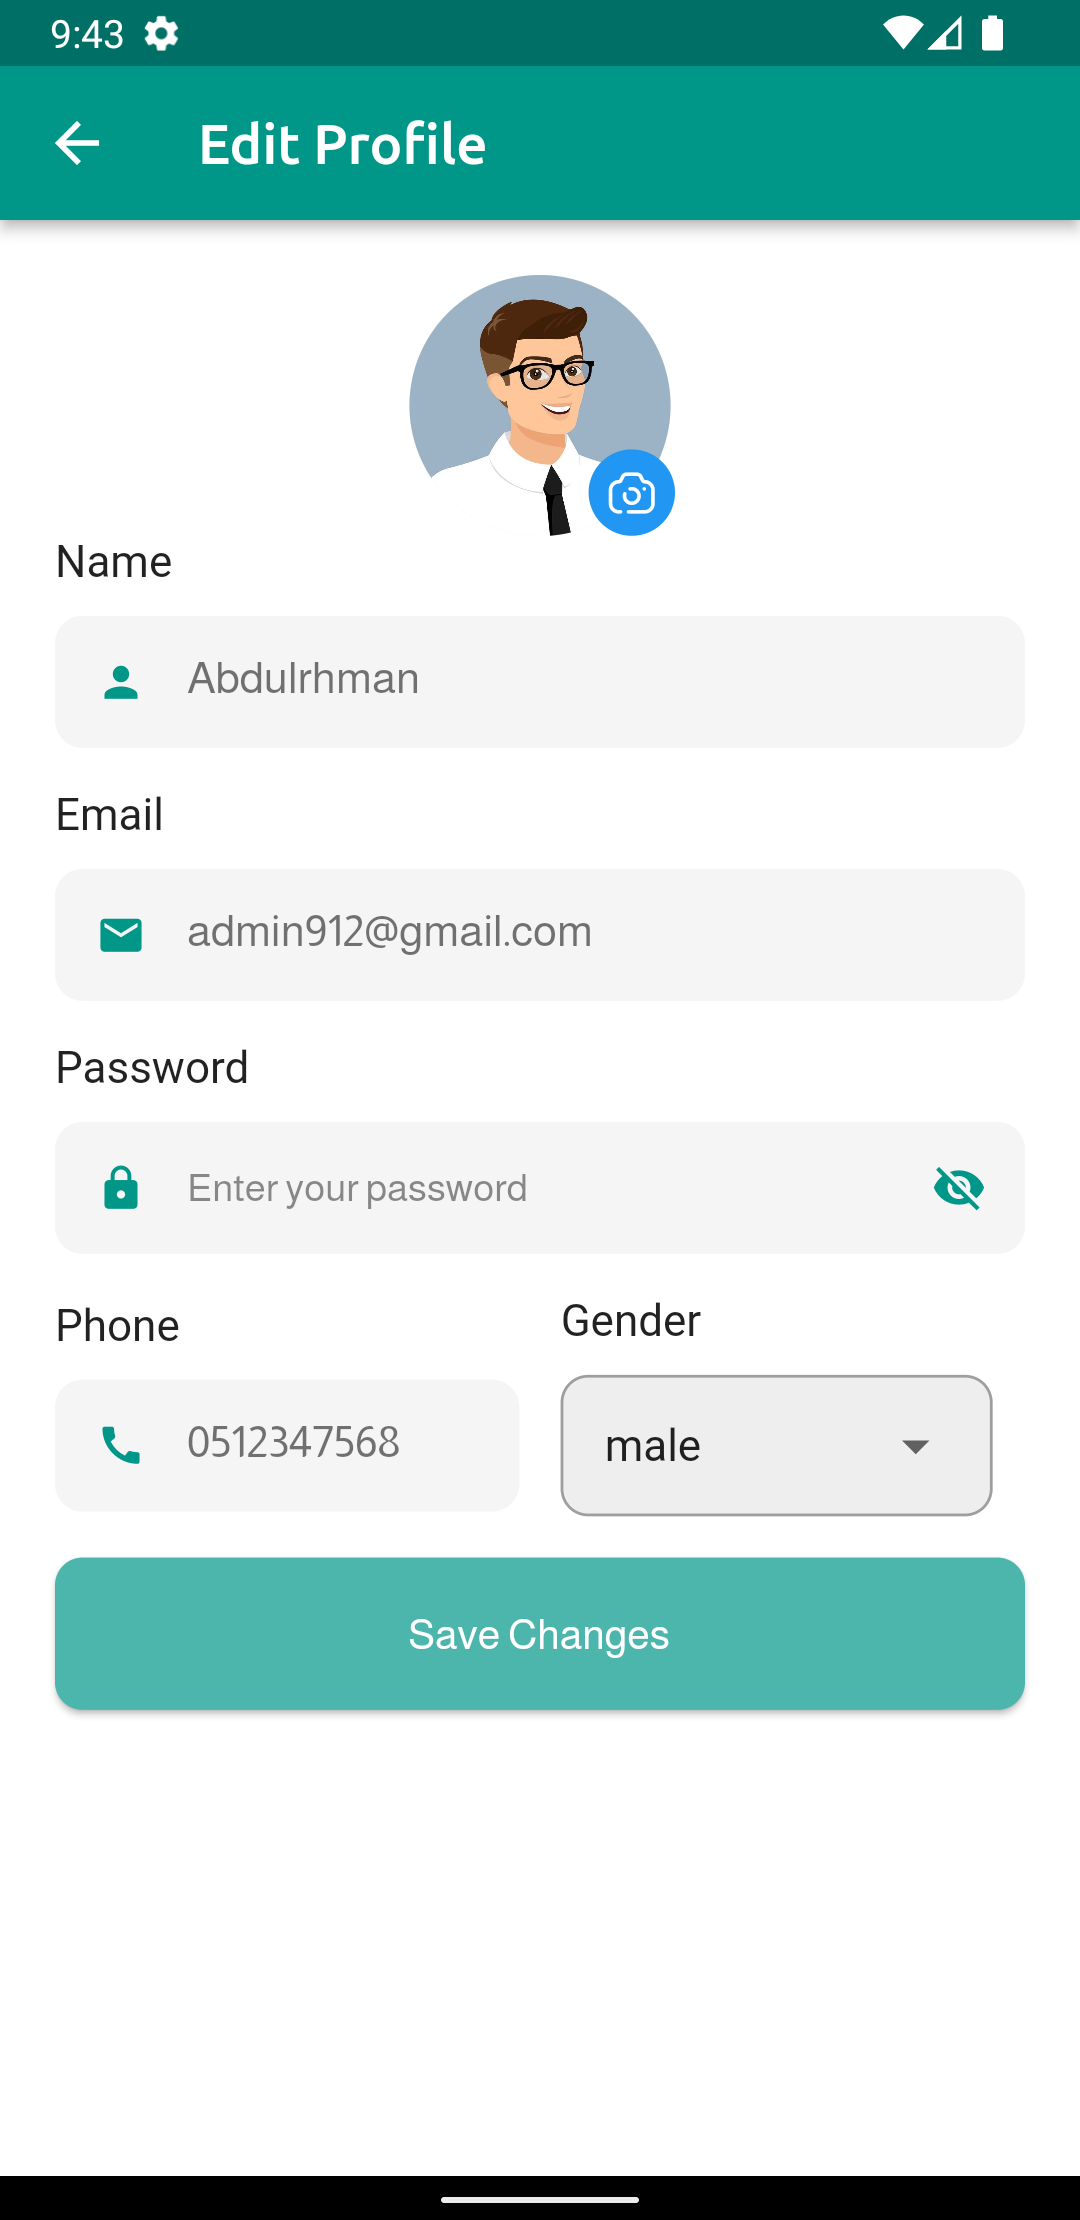 9:43
Edit Profile
Name
Abdulrhman
Email
admin912@gmail.com
Password
Enter your password
Phone
Gender
0512347568
male
Save Changes